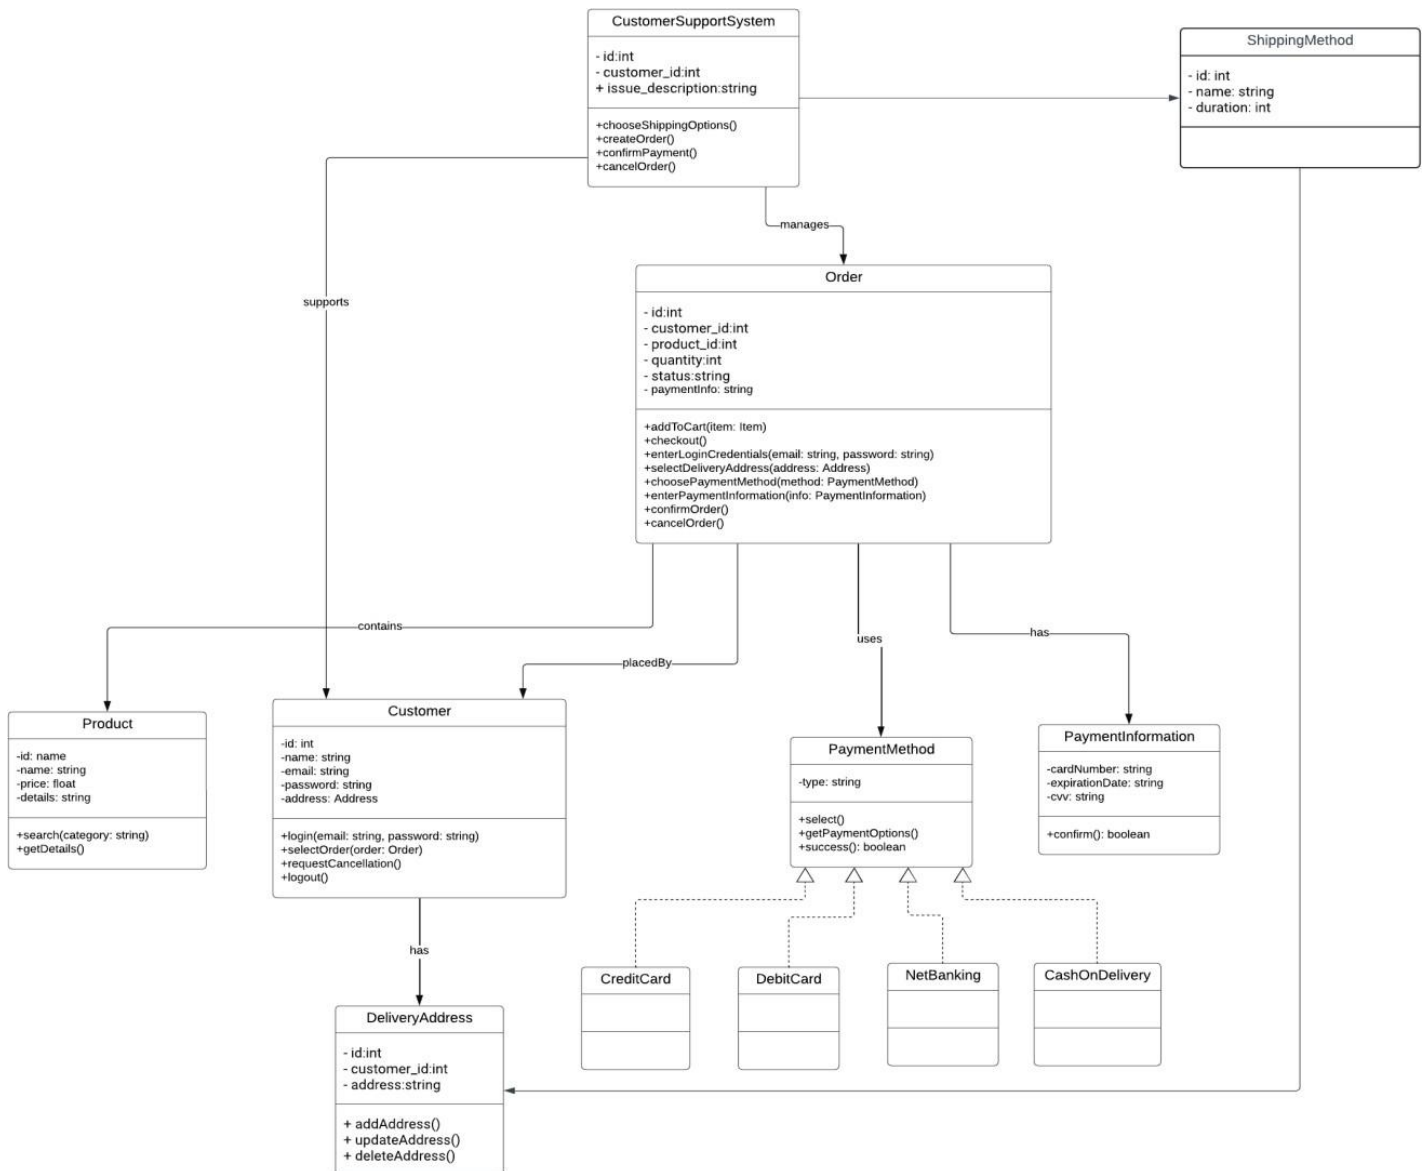 CustomerSupportSystem
- id:int
- customer_id:int
+ issue_description:string
+chooseShippingOptions()
+createOrder()
+confirmPayment()
+cancelOrder()
ShippingMethod
- id: int
- name: string
- duration: int
manages
supports
Order
- id:int
- customer_id:int
- product_id:int
- quantity:int
- status:string
- paymentInfo: string
+addToCart(item: Item)
+checkout()
+enterLoginCredentials(email: string, password: string)
+selectDeliveryAddress(address: Address)
+choosePaymentMethod(method: PaymentMethod)
+enterPaymentInformation(info: PaymentInformation)
+confirmOrder()
+cancelOrder()
contains
placedBy
uses
has
Product
-id: name
-name: string
-price: float
-details: string
+search(category: string)
+getDetails()
Customer
-id: int
-name: string
-email: string
-password: string
-address: Address
+login(email: string, password: string)
+selectOrder(order: Order)
+requestCancellation()
+logout()
PaymentMethod
-type: string
+select()
+getPaymentOptions()
+success(): boolean
PaymentInformation
-cardNumber: string
-expirationDate: string
-cvv: string
+confirm(): boolean
has
CreditCard
DebitCard
NetBanking
CashOnDelivery
DeliveryAddress
- id:int
- customer_id:int
- address:string
+ addAddress()
+ updateAddress()
+ deleteAddress()